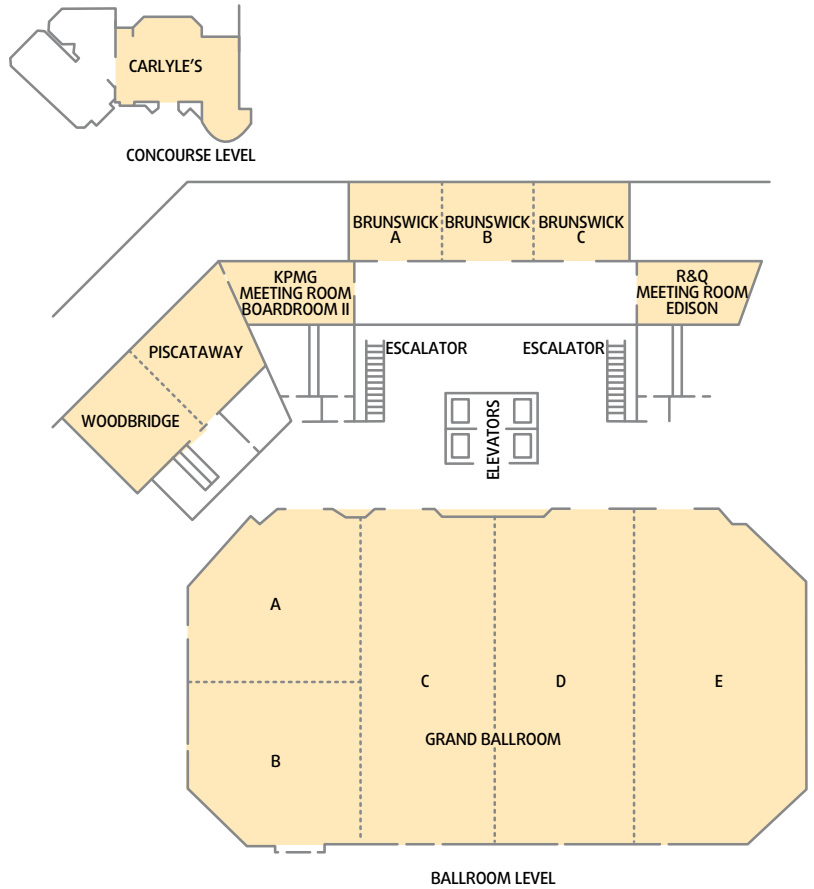 CARLYLE'S
CONCOURSE LEVEL
BRUNSWICK
A
BRUNSWICK
B
BRUNSWICK
C
KPMG
MEETING ROOM
BOARDROOM II
R&Q
MEETING ROOM
EDISON
PISCATAWAY
WOODBRIDGE
ESCALATOR
ESCALATOR
ELEVATORS
A
B
C
D
E
GRAND BALLROOM
BALLROOM LEVEL